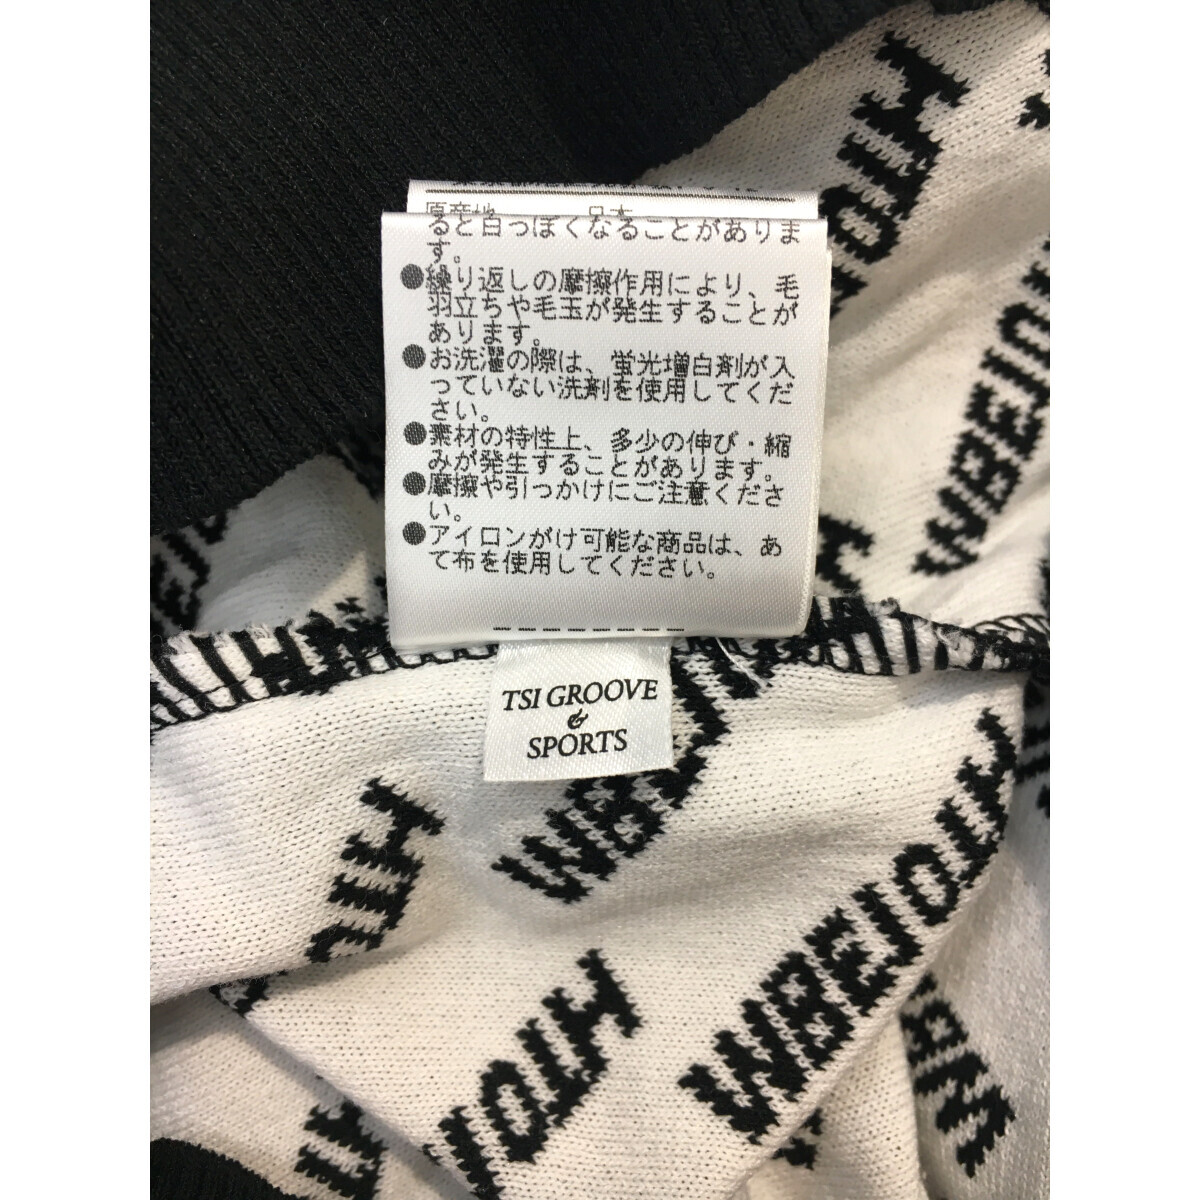 原産地 日本
ると白っぽくなることがありま
す。
●繰り返しの摩擦作用により、毛
羽立ちや毛玉が発生することが
あります。
●お洗濯の際は、蛍光増白剤が入
っていない洗剤を使用してくだ
さい。
●素材の特性上、多少の伸び・縮
みが発生することがあります。
●摩擦や引っかけにご注意くださ
い。
●アイロンがけ可能な商品は、あ
て布を使用してください。
TSI GROOVE
&
SPORTS